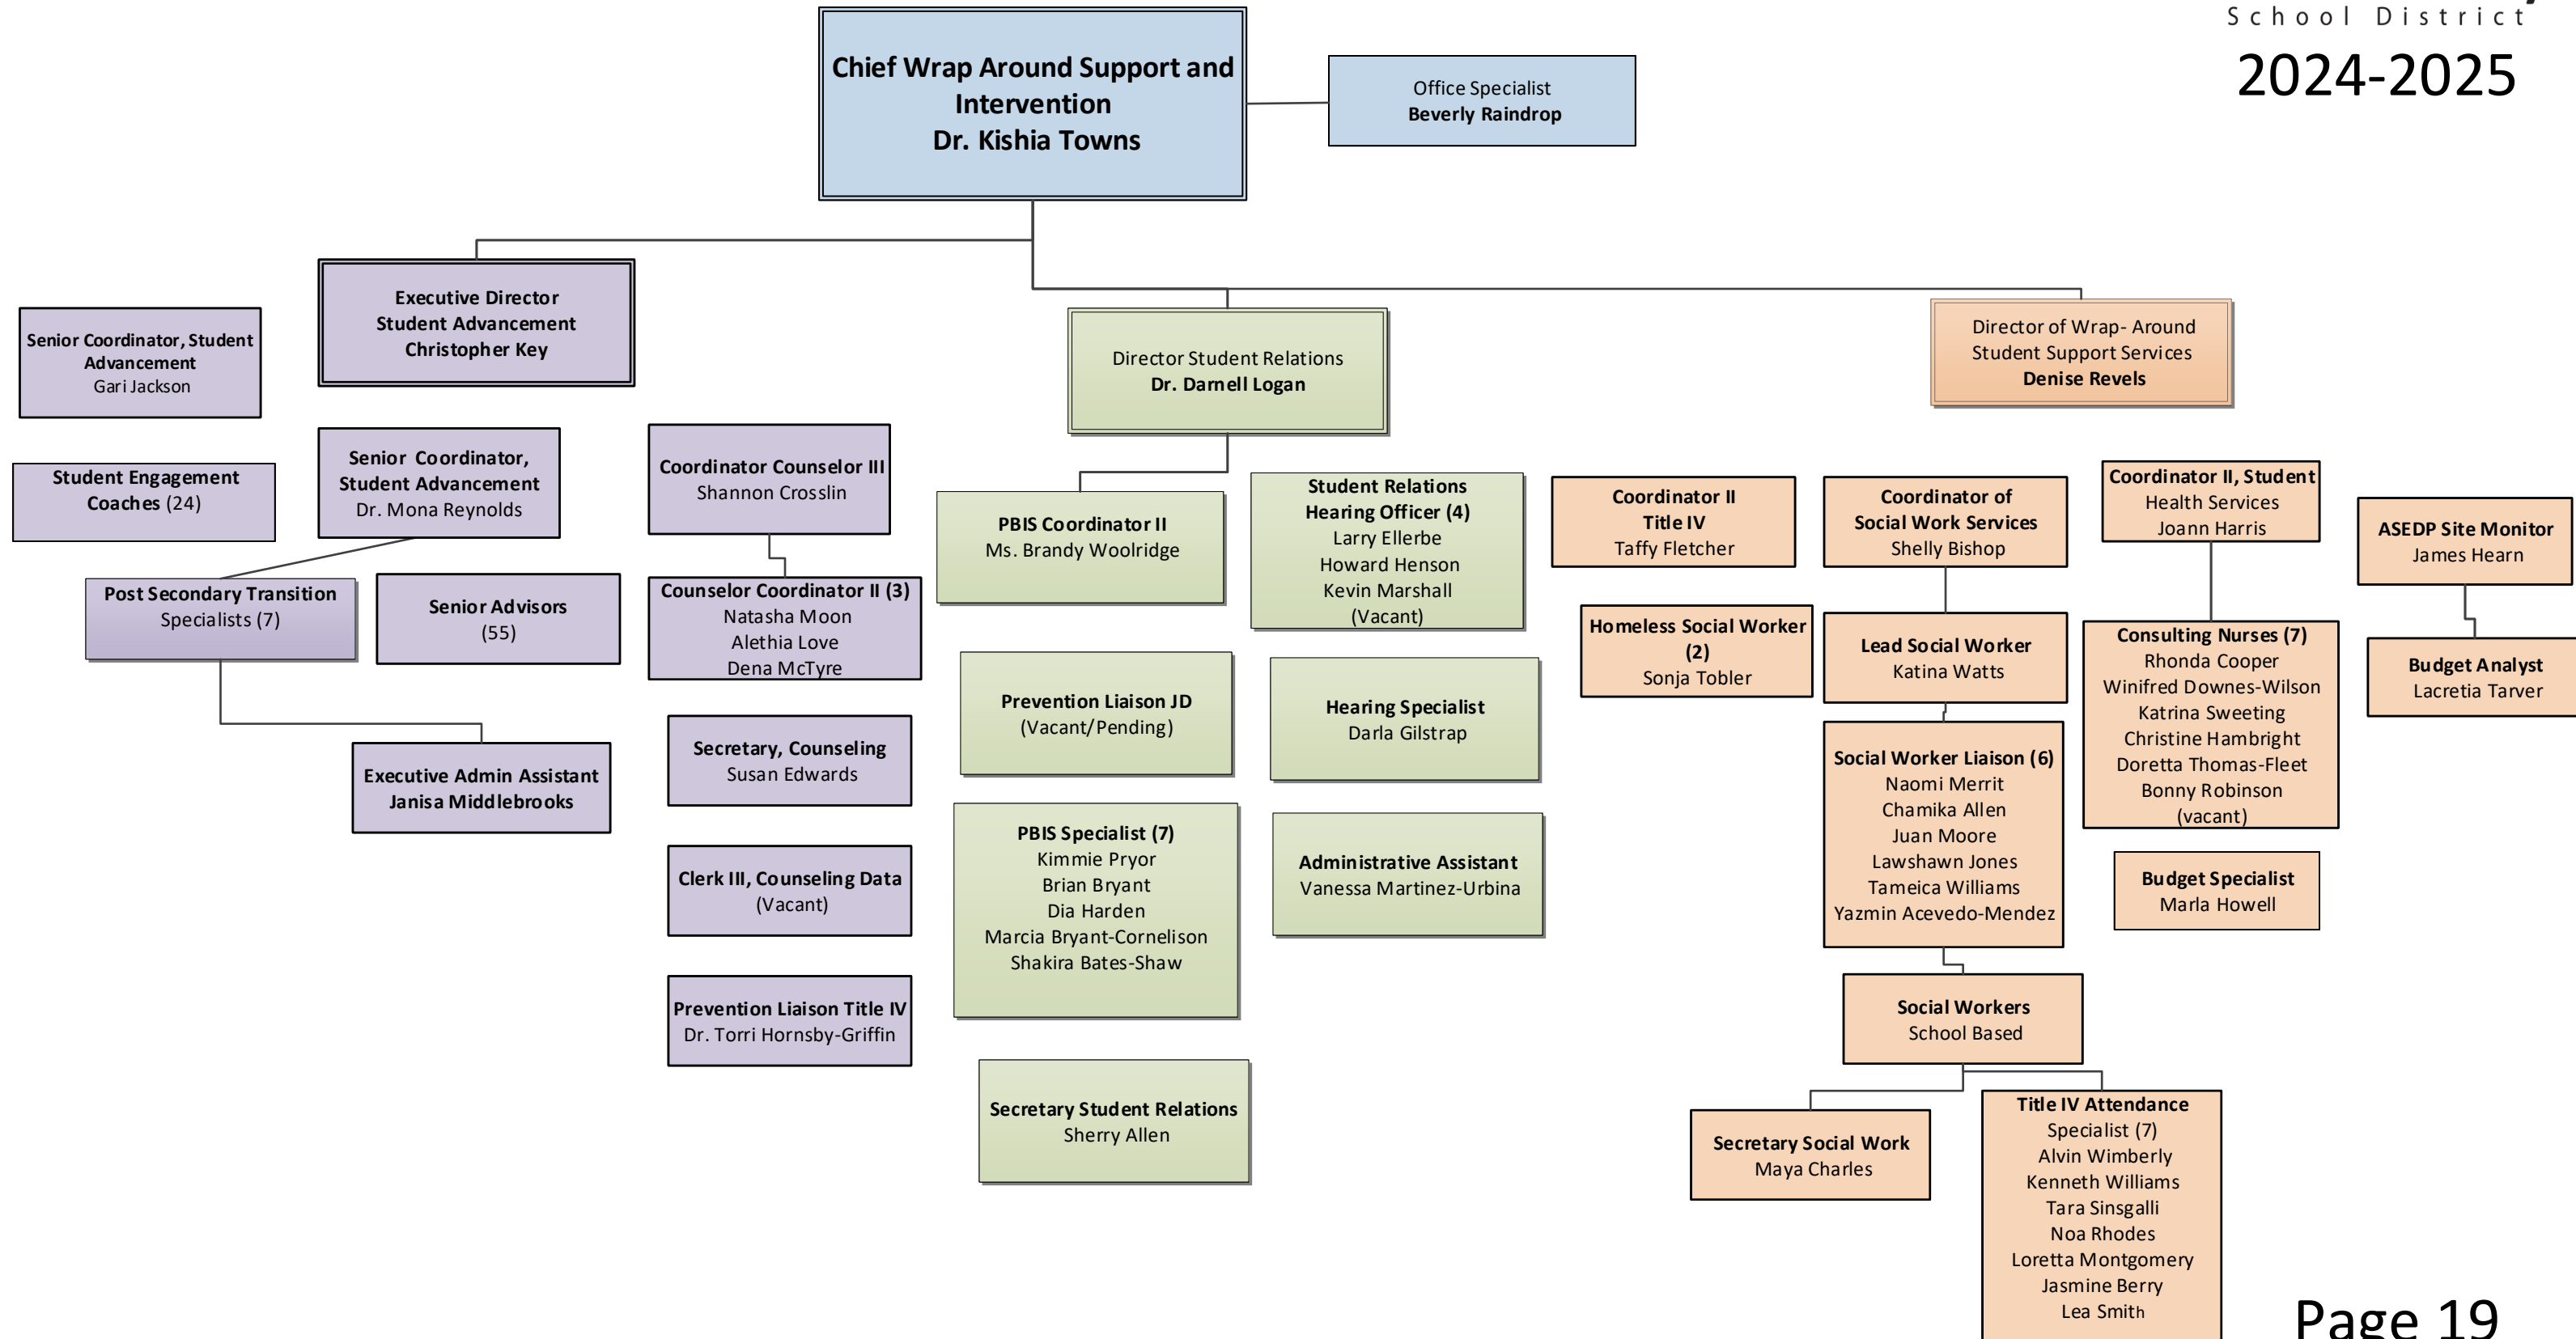 School District
2024-2025
Chief Wrap Around Support and
Intervention
Dr. Kishia Towns
Office Specialist
Beverly Raindrop
Executive Director
Student Advancement
Christopher Key
Senior Coordinator, Student
Advancement
Gari Jackson
Director Student Relations
Dr. Darnell Logan
Director of Wrap- Around
Student Support Services
Denise Revels
Student Engagement
Coaches (24)
Senior Coordinator,
Student Advancement
Dr. Mona Reynolds
Coordinator Counselor III
Shannon Crosslin
Post Secondary Transition
Specialists (7)
Senior Advisors
(55)
Counselor Coordinator II (3)
Natasha Moon
Alethia Love
Dena McTyre
Executive Admin Assistant
Janisa Middlebrooks
Secretary, Counseling
Susan Edwards
Clerk III, Counseling Data
(Vacant)
Prevention Liaison Title IV
Dr. Torri Hornsby-Griffin
PBIS Coordinator II
Ms. Brandy Woolridge
Student Relations
Hearing Officer (4)
Larry Ellerbe
Howard Henson
Kevin Marshall
(Vacant)
Prevention Liaison JD
(Vacant/Pending)
Hearing Specialist
Darla Gilstrap
PBIS Specialist (7)
Kimmie Pryor
Brian Bryant
Dia Harden
Marcia Bryant-Cornelison
Shakira Bates-Shaw
Administrative Assistant
Vanessa Martinez-Urbina
Secretary Student Relations
Sherry Allen
Coordinator II
Title IV
Taffy Fletcher
Coordinator of
Social Work Services
Shelly Bishop
Coordinator II, Student
Health Services
Joann Harris
ASEDP Site Monitor
James Hearn
Homeless Social Worker
(2)
Sonja Tobler
Lead Social Worker
Katina Watts
Consulting Nurses (7)
Rhonda Cooper
Winifred Downes-Wilson
Katrina Sweeting
Christine Hambright
Doretta Thomas-Fleet
Bonny Robinson
(vacant)
Budget Analyst
Lacretia Tarver
Social Worker Liaison (6)
Naomi Merrit
Chamika Allen
Juan Moore
Lawshawn Jones
Tameica Williams
Yazmin Acevedo-Mendez
Budget Specialist
Marla Howell
Social Workers
School Based
Secretary Social Work
Maya Charles
Title IV Attendance
Specialist (7)
Alvin Wimberly
Kenneth Williams
Tara Sinsgalli
Noa Rhodes
Loretta Montgomery
Jasmine Berry
Lea Smith
Page 19